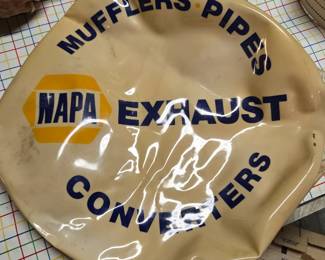 MUFFLERS PIPES
NAPA EXHAUST
CONVERTERS